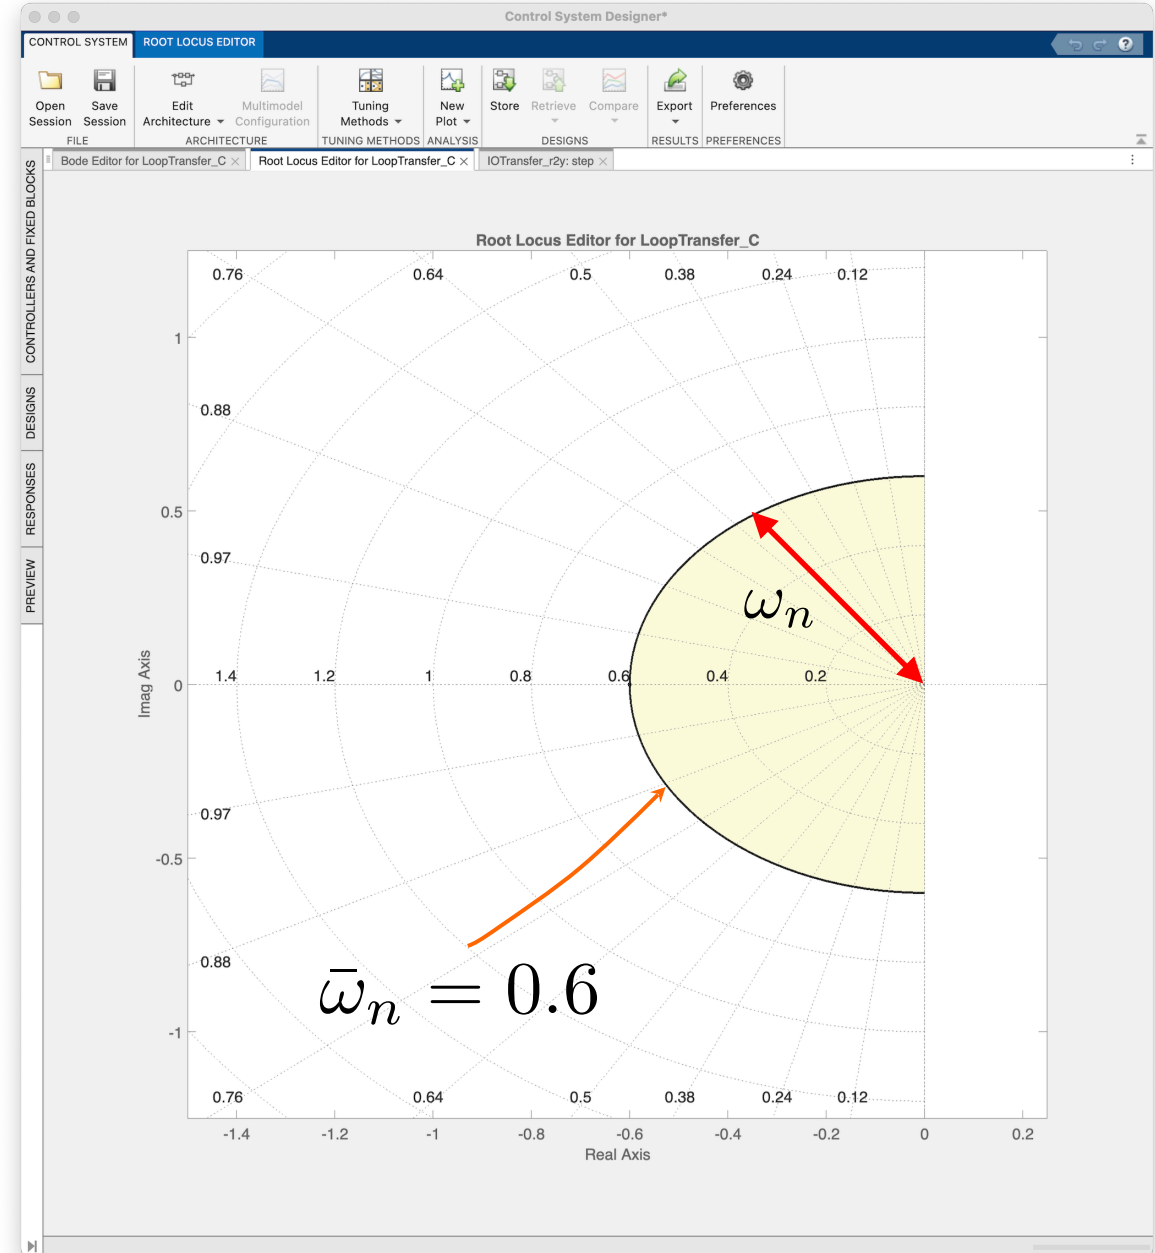 Control System Designer*
CONTROL SYSTEM ROOT LOCUS EDITOR
?
Open Session
Save Session
FILE
Edit Architecture
Multimodel Configuration
ARCHITECTURE
Tuning Methods
TUNING METHODS
New Plot
ANALYSIS
Store
Retrieve
Compare
DESIGNS
Export
RESULTS
Preferences
PREFERENCES
Bode Editor for LoopTransfer_C Root Locus Editor for LoopTransfer_C IOTransfer_r2y: step
CONTROLLERS AND FIXED BLOCKS
DESIGNS
RESPONSES
PREVIEW
Root Locus Editor for LoopTransfer_C
0.76 0.64 0.5 0.38 0.24 0.12
1
0.88
0.5
0.97
ωₙ
1.4 1.2 1 0.8 0.6 0.4 0.2
0
Imag Axis
0.97
-0.5
0.88
ω̄ₙ = 0.6
-1
0.76 0.64 0.5 0.38 0.24 0.12
-1.4 -1.2 -1 -0.8 -0.6 -0.4 -0.2 0 0.2
Real Axis